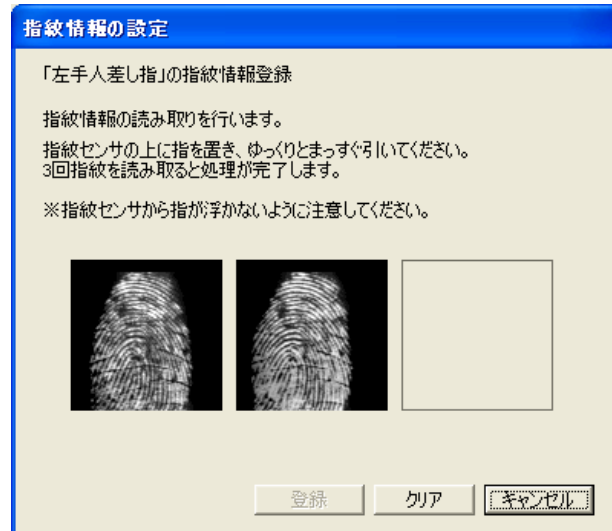 指紋情報の設定
「左手人差し指」の指紋情報登録
指紋情報の読み取りを行います。
指紋センサの上に指を置き、ゆっくりとまっすぐ引いてください。
3回指紋を読み取ると処理が完了します。
※指紋センサから指が浮かないように注意してください。
登録 クリア キャンセル